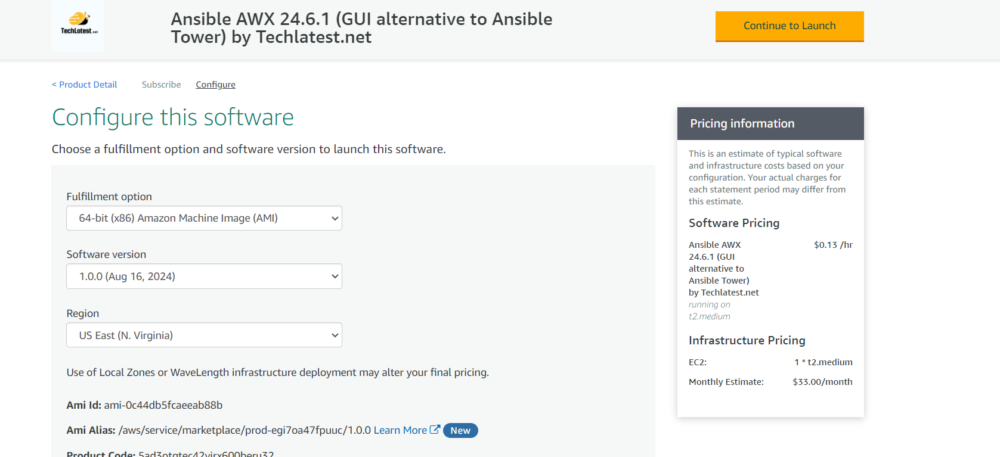 TechLatest.net
Ansible AWX 24.6.1 (GUI alternative to Ansible
Tower) by Techlatest.net
Continue to Launch
< Product Detail
Subscribe
Configure
Configure this software
Choose a fulfillment option and software version to launch this software.
Fulfillment option
64-bit (x86) Amazon Machine Image (AMI)
Software version
1.0.0 (Aug 16, 2024)
Region
US East (N. Virginia)
Use of Local Zones or WaveLength infrastructure deployment may alter your final pricing.
Ami Id: ami-0c44db5fcaeeab88b
Ami Alias: /aws/service/marketplace/prod-egi7oa47fpuuc/1.0.0 Learn More New
Product Code:
Pricing information
This is an estimate of typical software
and infrastructure costs based on your
configuration. Your actual charges for
each statement period may differ from
this estimate.
Software Pricing
Ansible AWX $0.13 /hr
24.6.1 (GUI
alternative to
Ansible Tower)
by Techlatest.net
running on
t2.medium
Infrastructure Pricing
EC2: 1 * t2.medium
Monthly Estimate: $33.00/month